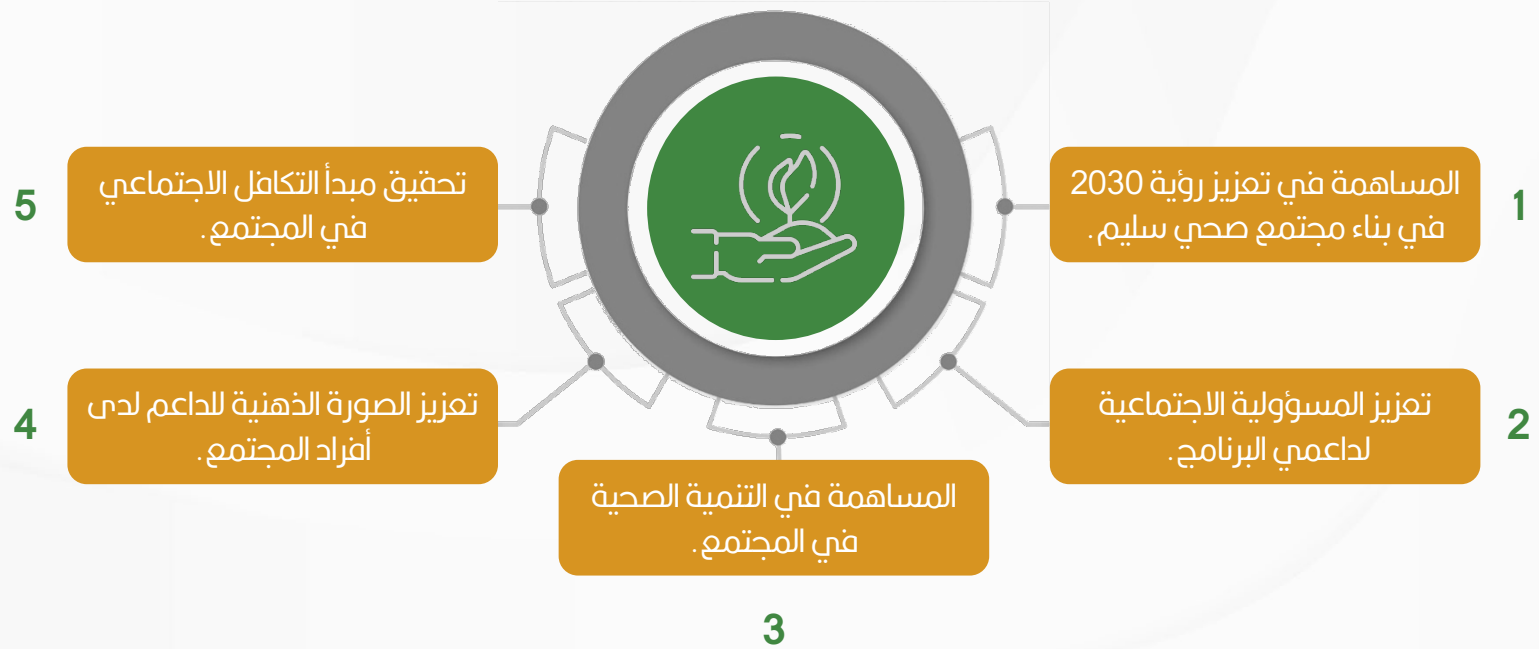 1
المساهمة في تعزيز رؤية 2030
في بناء مجتمع صحي سليم.
2
تعزيز المسؤولية الاجتماعية
لداعمي البرنامج.
3
المساهمة في التنمية الصحية
في المجتمع.
4
تعزيز الصورة الذهنية للداعم لدى
أفراد المجتمع.
5
تحقيق مبدأ التكافل الاجتماعي
في المجتمع.